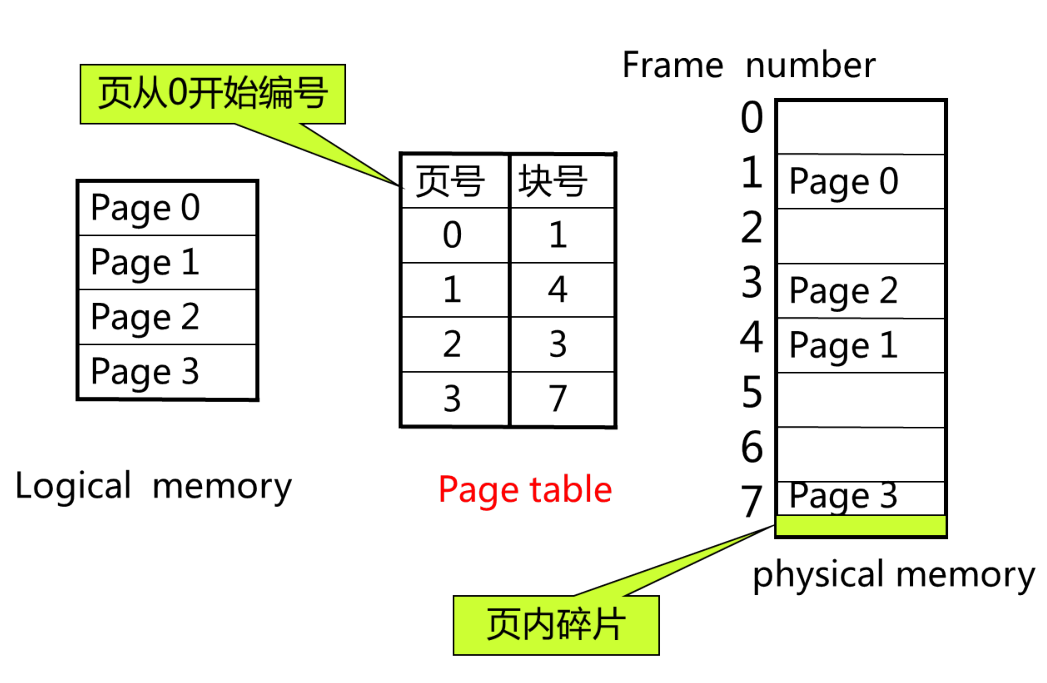 页从0开始编号
Page 0
Page 1
Page 2
Page 3
Logical memory
页号 块号
0 1
1 4
2 3
3 7
Page table
Frame number
0
1 Page 0
2
3 Page 2
4 Page 1
5
6
7 Page 3
physical memory
页内碎片